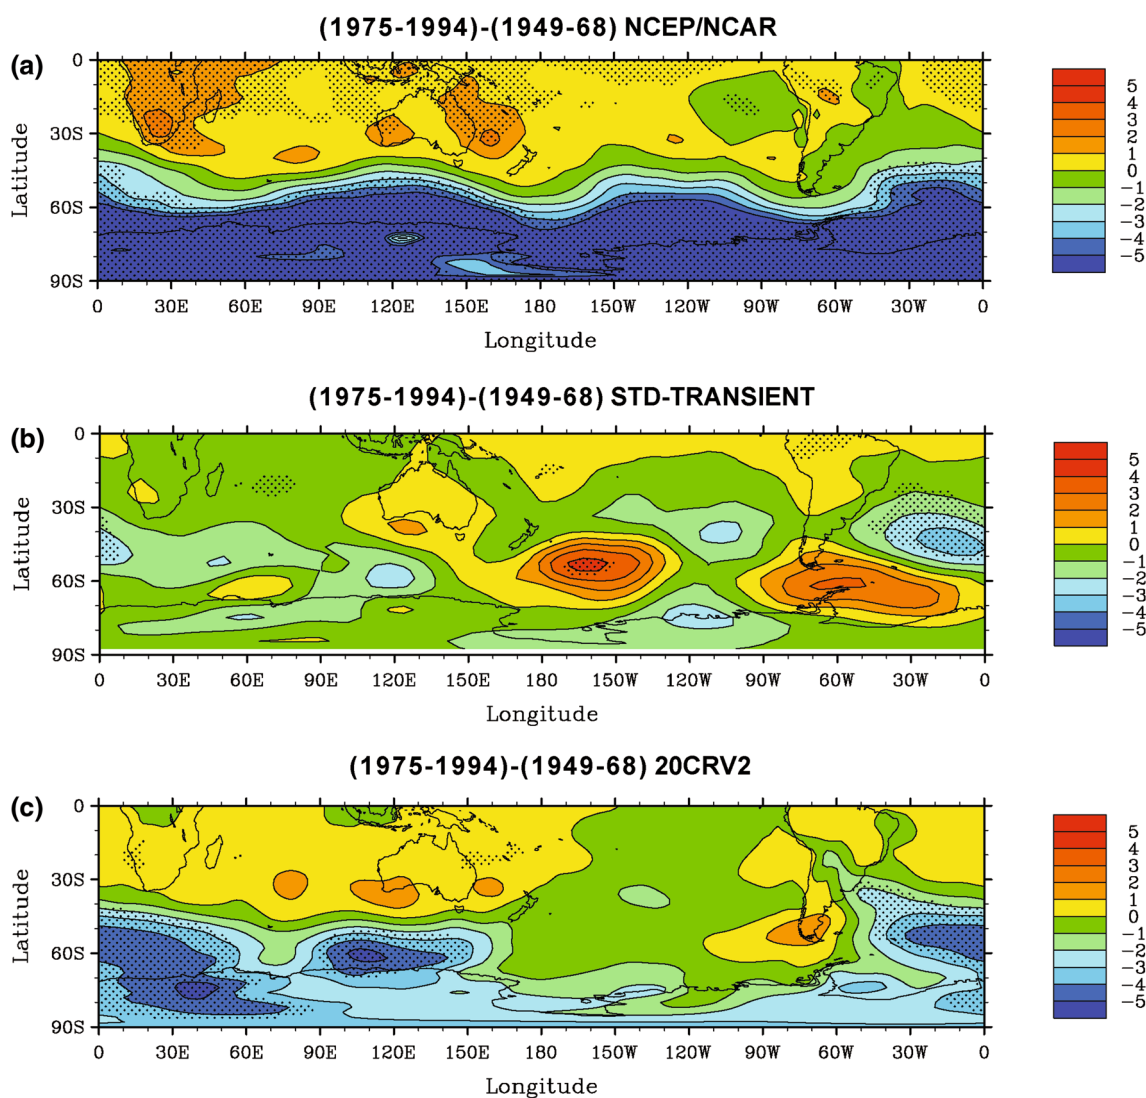 (1975-1994)-(1949-68) NCEP/NCAR
(a)
Latitude
0
30S
60S
90S
0 30E 60E 90E 120E 150E 180 150W 120W 90W 60W 30W 0
Longitude
5
4
3
2
1
0
−1
−2
−3
−4
−5
(1975-1994)-(1949-68) STD-TRANSIENT
(b)
Latitude
0
30S
60S
90S
0 30E 60E 90E 120E 150E 180 150W 120W 90W 60W 30W 0
Longitude
5
4
3
2
1
0
−1
−2
−3
−4
−5
(1975-1994)-(1949-68) 20CRV2
(c)
Latitude
0
30S
60S
90S
0 30E 60E 90E 120E 150E 180 150W 120W 90W 60W 30W 0
Longitude
5
4
3
2
1
0
−1
−2
−3
−4
−5